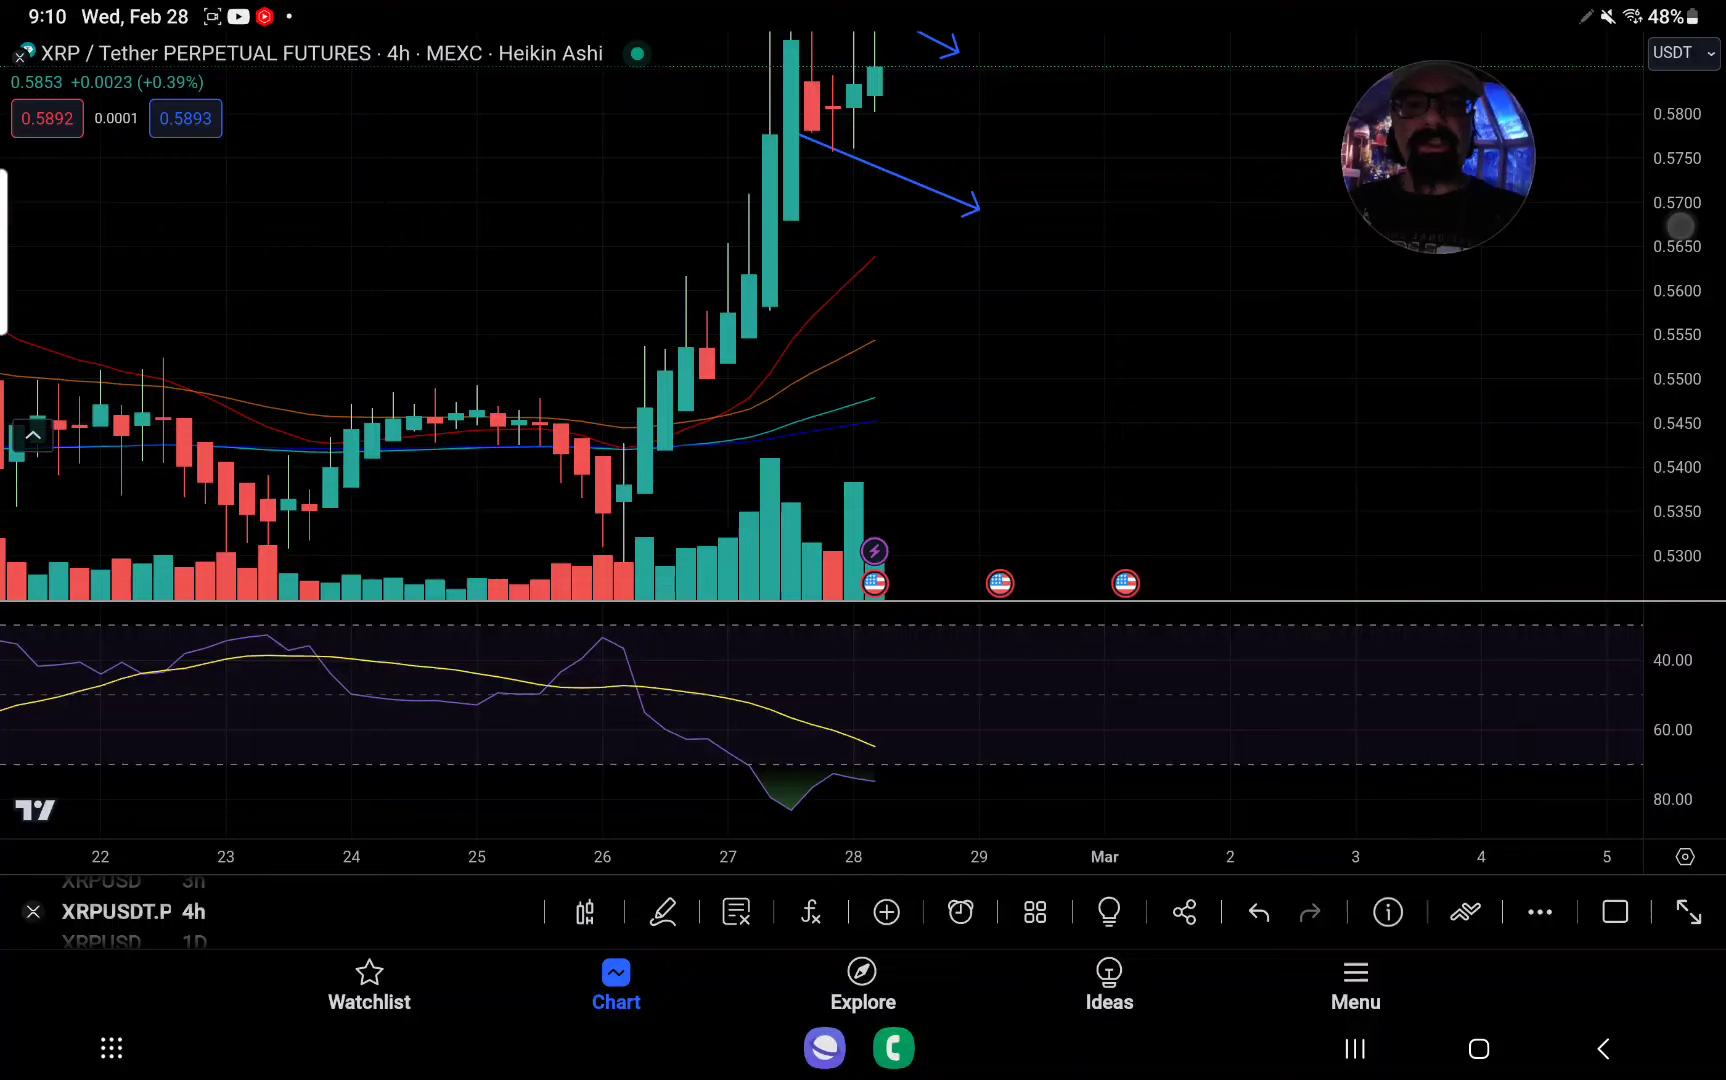 9:10 Wed, Feb 28
48%
XRP / Tether PERPETUAL FUTURES · 4h · MEXC · Heikin Ashi
USDT
0.5853 +0.0023 (+0.39%)
0.5892 0.0001 0.5893
0.5800
0.5750
0.5700
0.5650
0.5600
0.5550
0.5500
0.5450
0.5400
0.5350
0.5300
40.00
60.00
80.00
22 23 24 25 26 27 28 29 Mar 2 3 4 5
XRPUSD 3h
XRPUSDT.P 4h
XRPUSD 1D
Watchlist Chart Explore Ideas Menu